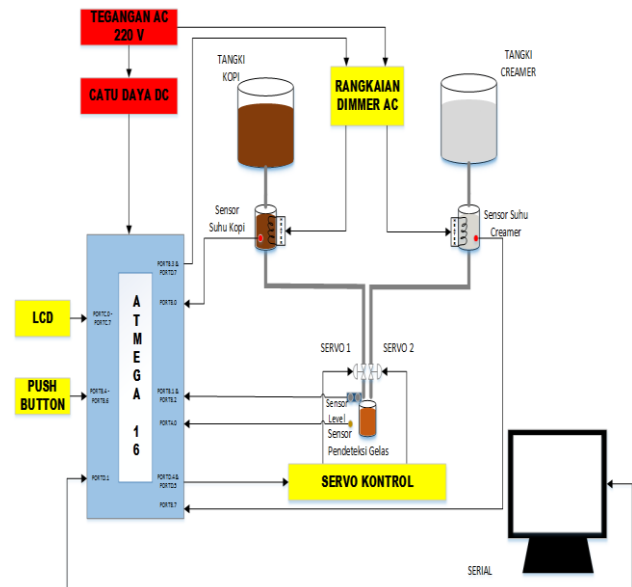 TEGANGAN AC
220 V
CATU DAYA DC
TANGKI
KOPI
RANGKAIAN
DIMMER AC
TANGKI
CREAMER
Sensor
Suhu Kopi
Sensor Suhu
Creamer
PORTB.3 &
PORTD.7
PORTB.0
LCD
PORTC.0 -
PORTC.7
ATMEGA 16
PUSH
BUTTON
PORTB.4 -
PORTB.6
PORTB.1 &
PORTB.2
PORTA.0
SERVO 1
SERVO 2
Sensor
Level
Sensor
Pendeteksi Gelas
PORTD.1
PORTD.4 &
PORTD.5
SERVO KONTROL
PORTB.7
SERIAL